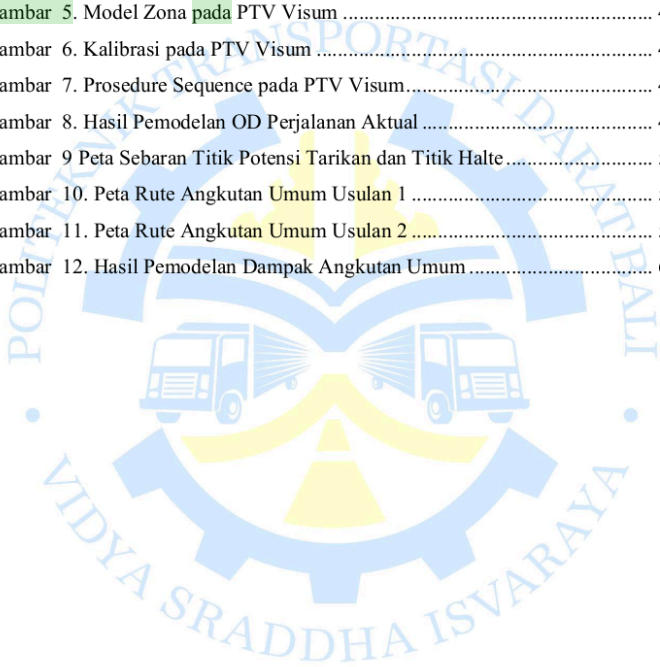 ambar 5. Model Zona pada PTV Visum ........................................................... 
ambar 6. Kalibrasi pada PTV Visum ................................................................ 
ambar 7. Prosedure Sequence pada PTV Visum............................................... 
ambar 8. Hasil Pemodelan OD Perjalanan Aktual ............................................ 
ambar 9 Peta Sebaran Titik Potensi Tarikan dan Titik Halte............................ 
ambar 10. Peta Rute Angkutan Umum Usulan 1 .............................................. 
ambar 11. Peta Rute Angkutan Umum Usulan 2 .............................................. 
ambar 12. Hasil Pemodelan Dampak Angkutan Umum ................................... 
POLITEKNIK TRANSPORTASI DARAT BALI
VIDYA SRADDHA ISVARAYA